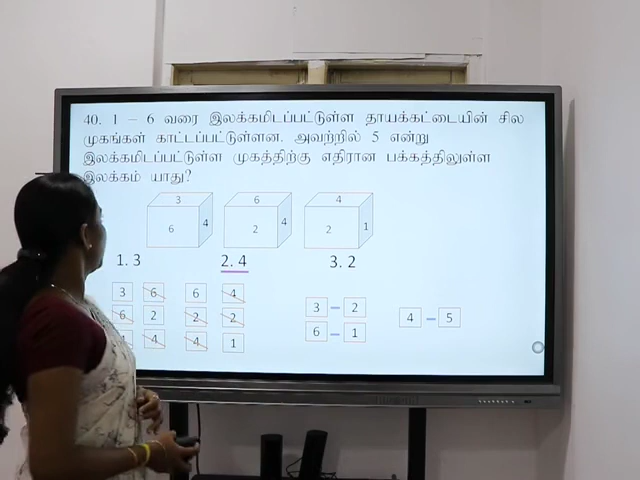 40. 1 – 6 வரை இலக்கமிடப்பட்டுள்ள தாயக்கட்டையின் சில
முகங்கள் காட்டப்பட்டுள்ளன. அவற்றில் 5 என்று
இலக்கமிடப்பட்டுள்ள முகத்திற்கு எதிரான பக்கத்திலுள்ள
இலக்கம் யாது?
3 6 4
6 4 2 4 2 1
1. 3 2. 4 3. 2
3 6 6 4
6 2 2 2 3 – 2 4 – 5
4 4 1 6 – 1